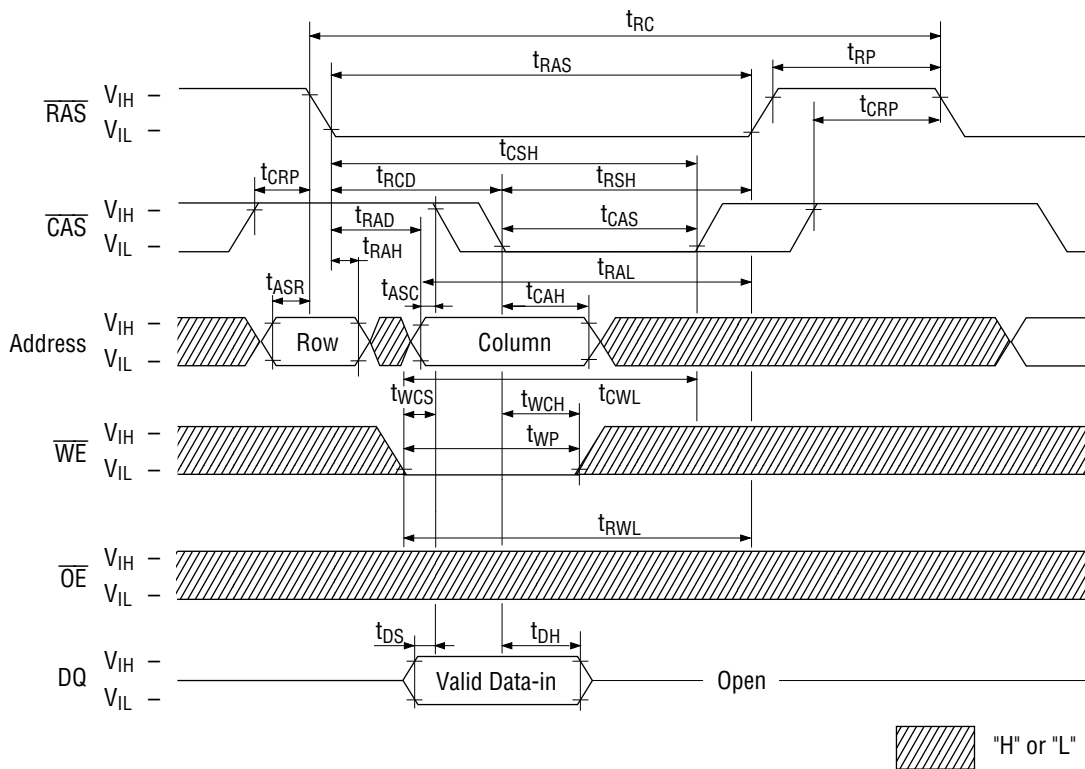 tRC
tRAS
tRP
RAS
VIH
VIL
tCRP
tCSH
tCRP
tRCD
tRSH
CAS
VIH
VIL
tRAD
tCAS
tRAH
tRAL
tASR
tASC
tCAH
Address
VIH
VIL
Row
Column
tWCS
tCWL
tWCH
WE
VIH
VIL
tWP
tRWL
OE
VIH
VIL
tDS
tDH
DQ
VIH
VIL
Valid Data-in
Open
"H" or "L"